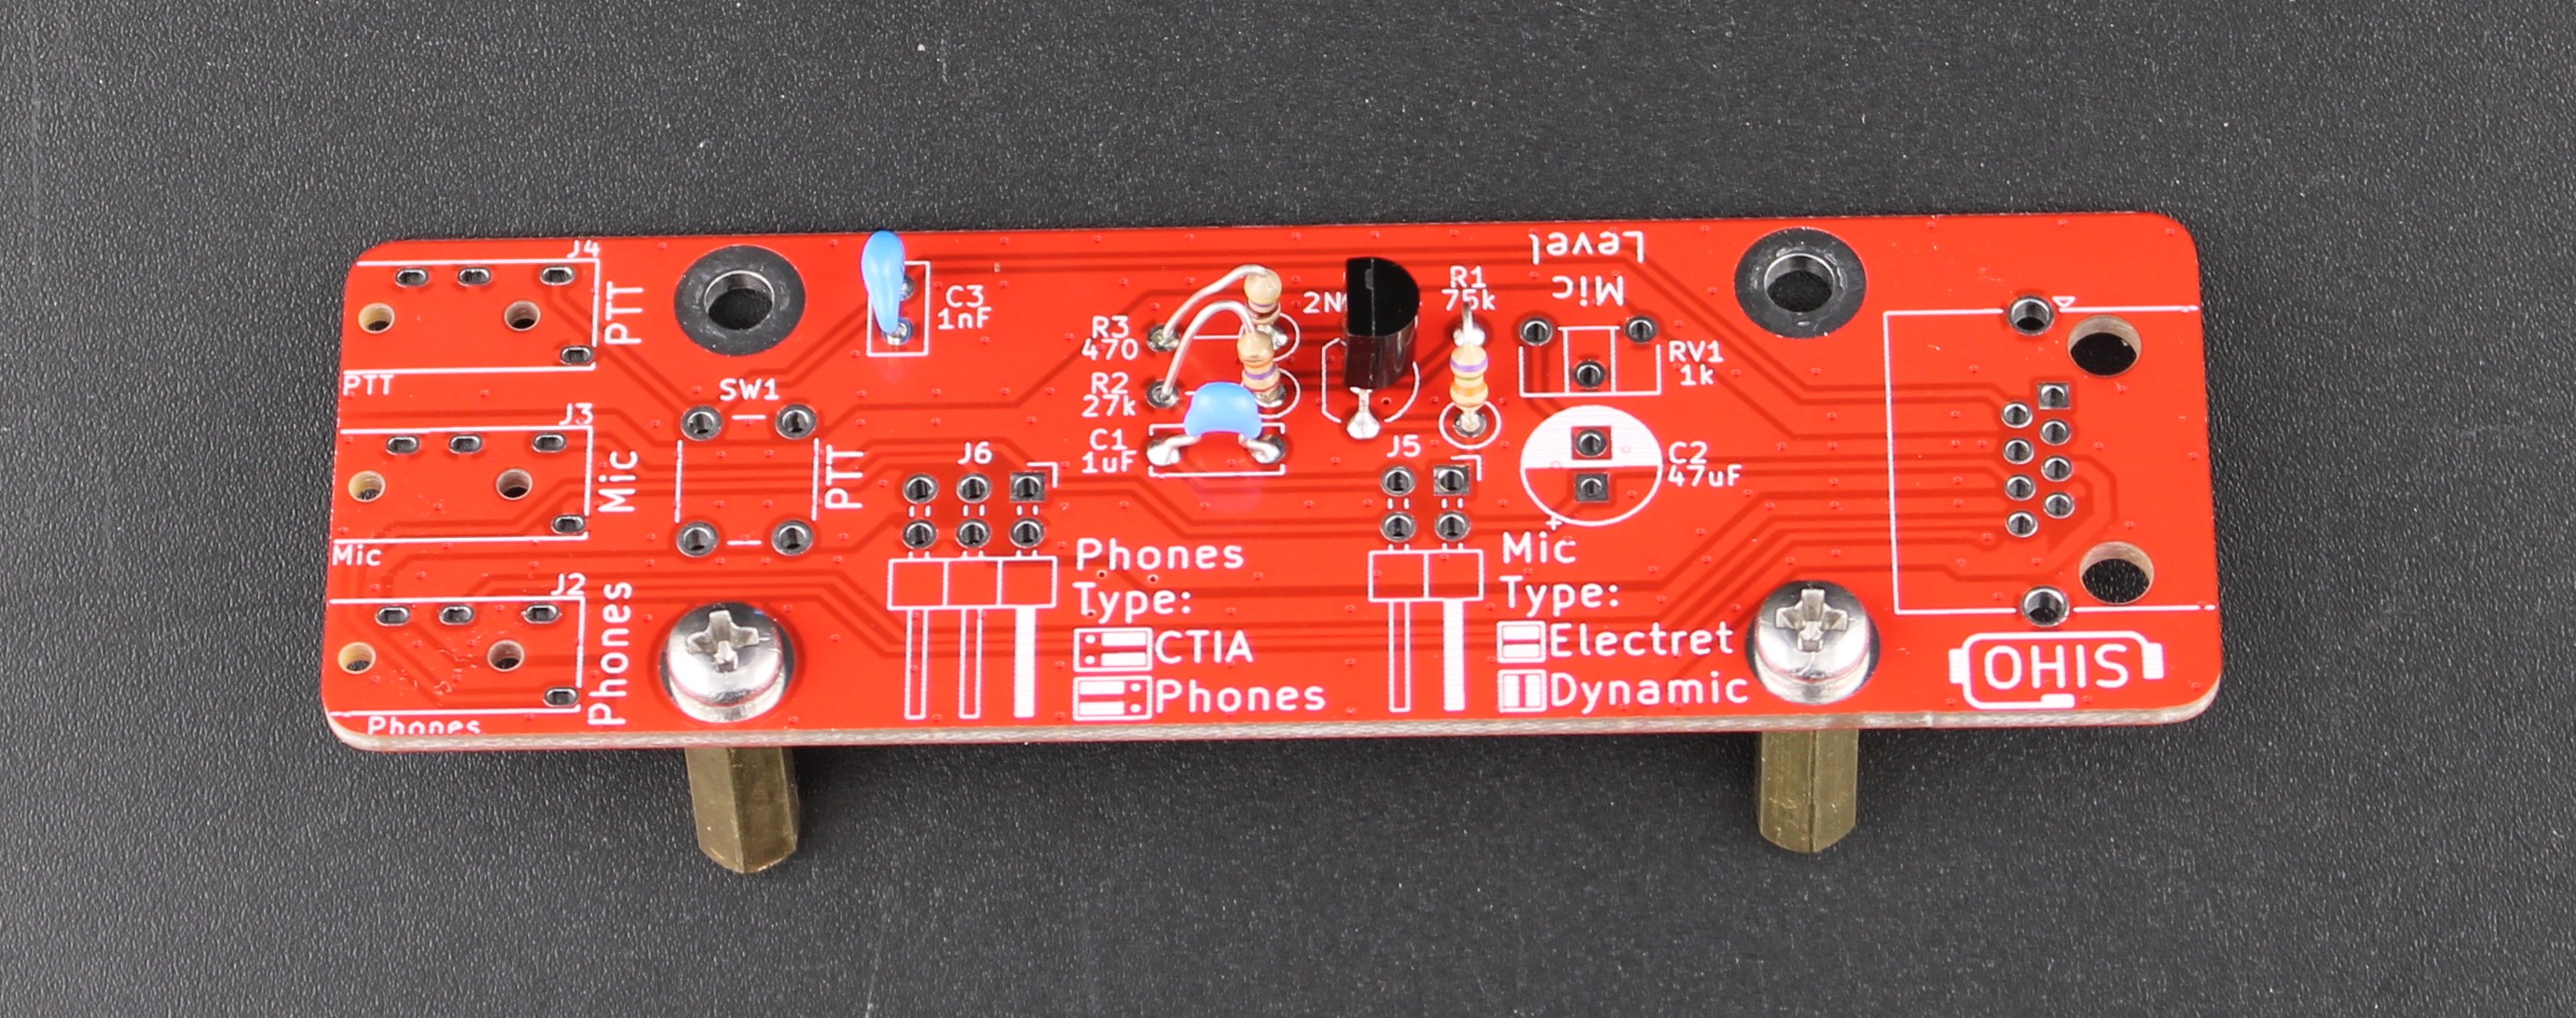 J4
PTT
PTT
J3
Mic
Mic
J2
Phones
Phones
SW1
PTT
C3
1nF
R3
470
R2
27k
C1
1uF
J6
Phones
Type:
CTIA
Phones
2N
R1
75k
Mic
Level
RV1
1k
J5
C2
47uF
+
Mic
Type:
Electret
Dynamic
OHIS